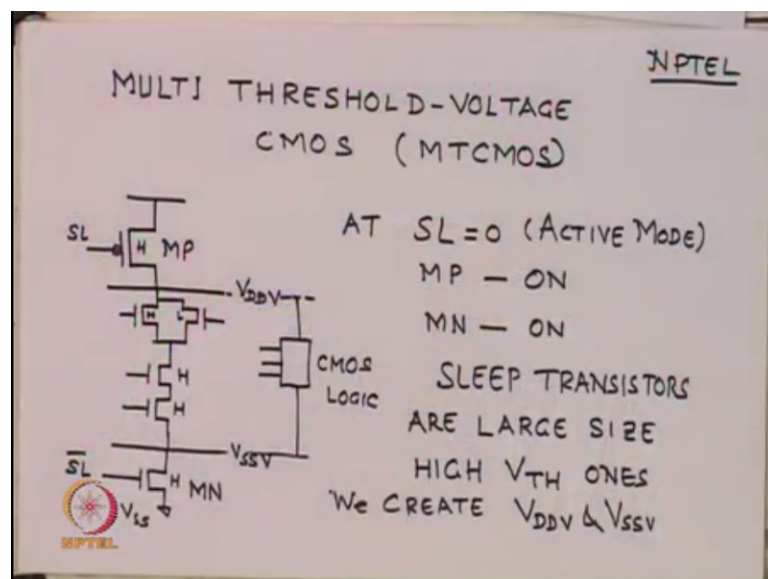 NPTEL
MULTI THRESHOLD-VOLTAGE
CMOS (MTCMOS)
SL
H MP
VDDV
H L
H
H
CMOS
LOGIC
VSSV
S̅L̅
H MN
VSS
AT SL=0 (ACTIVE MODE)
MP - ON
MN - ON
SLEEP TRANSISTORS
ARE LARGE SIZE
HIGH VTH ONES
We CREATE VDDV & VSSV
NPTEL